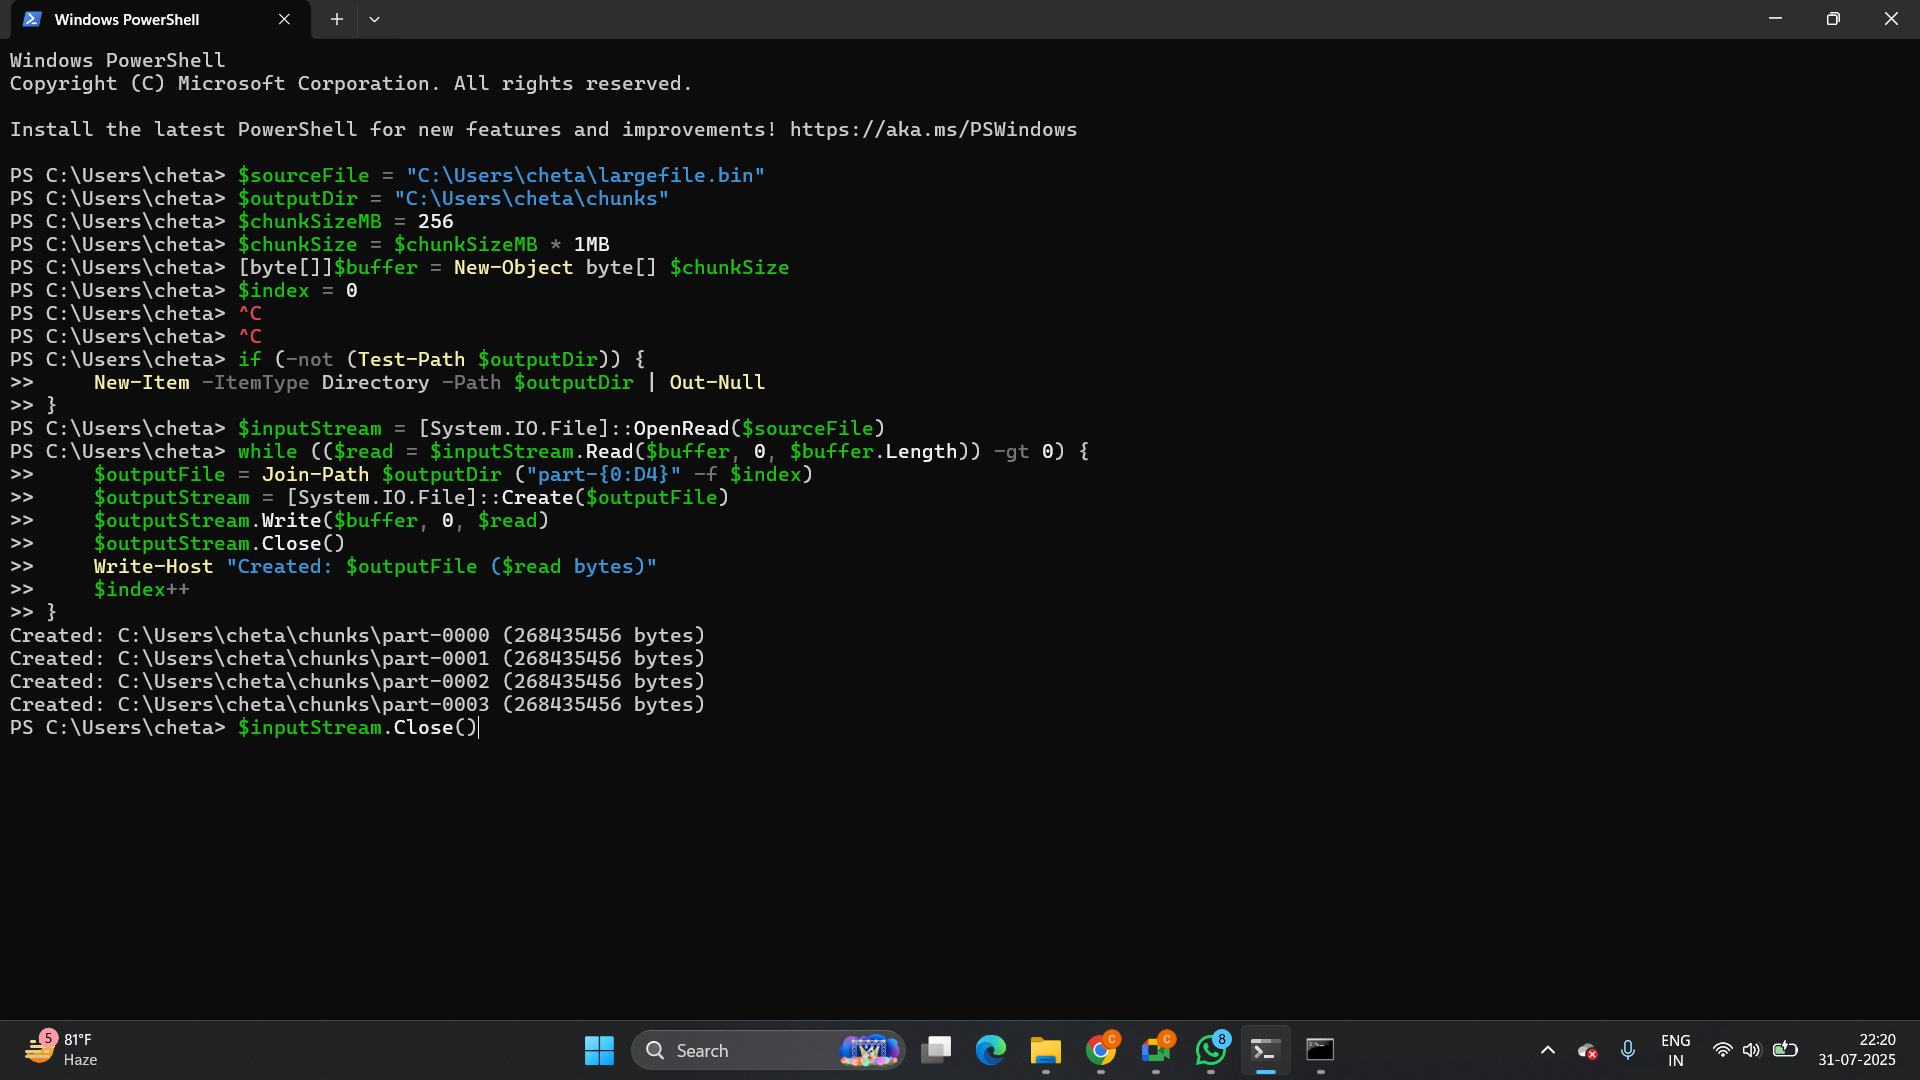 Windows PowerShell
Windows PowerShell
Copyright (C) Microsoft Corporation. All rights reserved.
Install the latest PowerShell for new features and improvements! https://aka.ms/PSWindows
PS C:\Users\cheta> $sourceFile = "C:\Users\cheta\largefile.bin"
PS C:\Users\cheta> $outputDir = "C:\Users\cheta\chunks"
PS C:\Users\cheta> $chunkSizeMB = 256
PS C:\Users\cheta> $chunkSize = $chunkSizeMB * 1MB
PS C:\Users\cheta> [byte[]]$buffer = New-Object byte[] $chunkSize
PS C:\Users\cheta> $index = 0
PS C:\Users\cheta> ^C
PS C:\Users\cheta> ^C
PS C:\Users\cheta> if (-not (Test-Path $outputDir)) {
>>     New-Item -ItemType Directory -Path $outputDir | Out-Null
>> }
PS C:\Users\cheta> $inputStream = [System.IO.File]::OpenRead($sourceFile)
PS C:\Users\cheta> while (($read = $inputStream.Read($buffer, 0, $buffer.Length)) -gt 0) {
>>     $outputFile = Join-Path $outputDir ("part-{0:D4}" -f $index)
>>     $outputStream = [System.IO.File]::Create($outputFile)
>>     $outputStream.Write($buffer, 0, $read)
>>     $outputStream.Close()
>>     Write-Host "Created: $outputFile ($read bytes)"
>>     $index++
>> }
Created: C:\Users\cheta\chunks\part-0000 (268435456 bytes)
Created: C:\Users\cheta\chunks\part-0001 (268435456 bytes)
Created: C:\Users\cheta\chunks\part-0002 (268435456 bytes)
Created: C:\Users\cheta\chunks\part-0003 (268435456 bytes)
PS C:\Users\cheta> $inputStream.Close()
5
81°F
Haze
Search
C
C
8
ENG
IN
22:20
31-07-2025